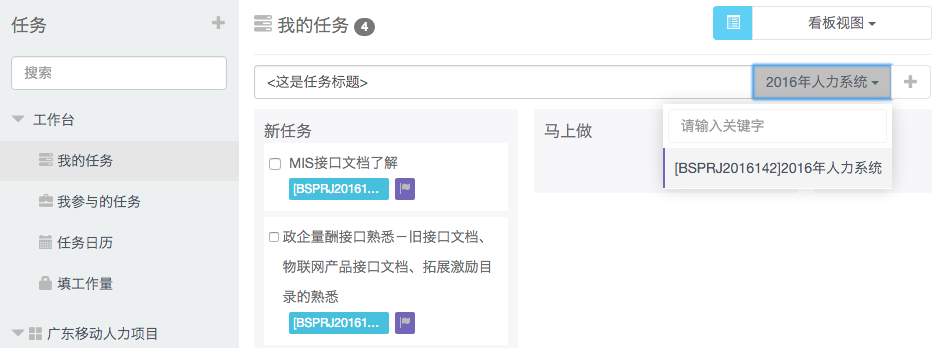 任务
搜索
工作台
我的任务
我参与的任务
任务日历
填工作量
广东移动人力项目
我的任务 4
看板视图
<这是任务标题>
2016年人力系统
请输入关键字
[BSPRJ2016142]2016年人力系统
新任务
MIS接口文档了解
[BSPRJ20161...
政企量酬接口熟悉－旧接口文档、
物联网产品接口文档、拓展激励目
录的熟悉
[BSPRJ20161...
马上做